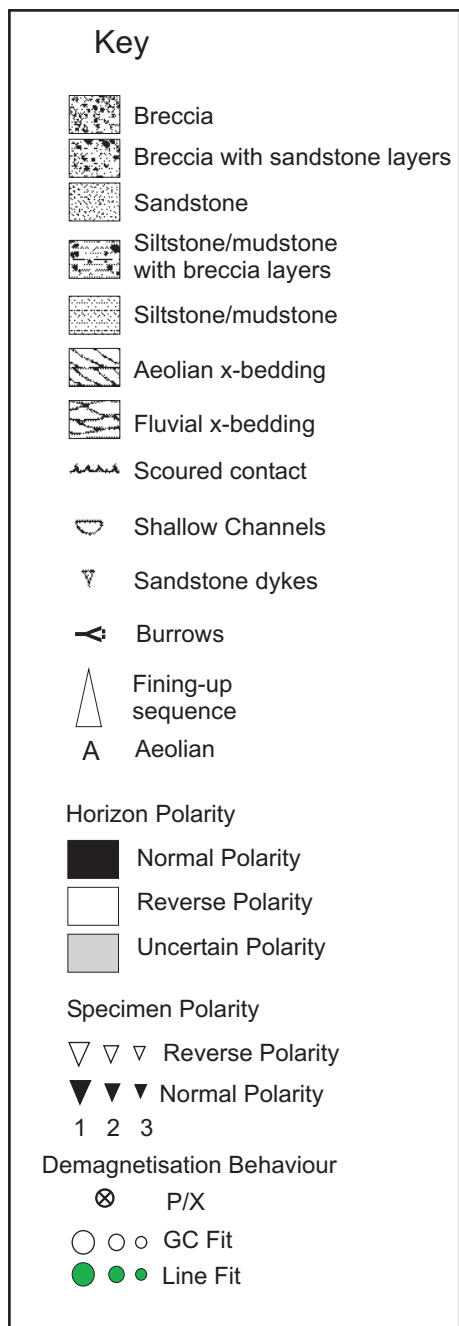 Key
Breccia
Breccia with sandstone layers
Sandstone
Siltstone/mudstone
with breccia layers
Siltstone/mudstone
Aeolian x-bedding
Fluvial x-bedding
Scoured contact
Shallow Channels
Sandstone dykes
Burrows
Fining-up
sequence
A Aeolian
Horizon Polarity
Normal Polarity
Reverse Polarity
Uncertain Polarity
Specimen Polarity
Reverse Polarity
Normal Polarity
1 2 3
Demagnetisation Behaviour
P/X
GC Fit
Line Fit